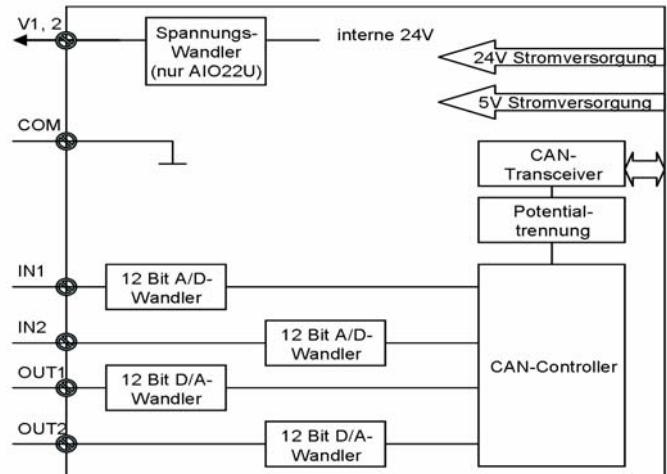 V1, 2
Spannungs-
Wandler
(nur AIO22U)
interne 24V
24V Stromversorgung
5V Stromversorgung
COM
CAN-
Transceiver
Potential-
trennung
IN1
12 Bit A/D-
Wandler
IN2
12 Bit A/D-
Wandler
OUT1
12 Bit D/A-
Wandler
OUT2
12 Bit D/A-
Wandler
CAN-Controller